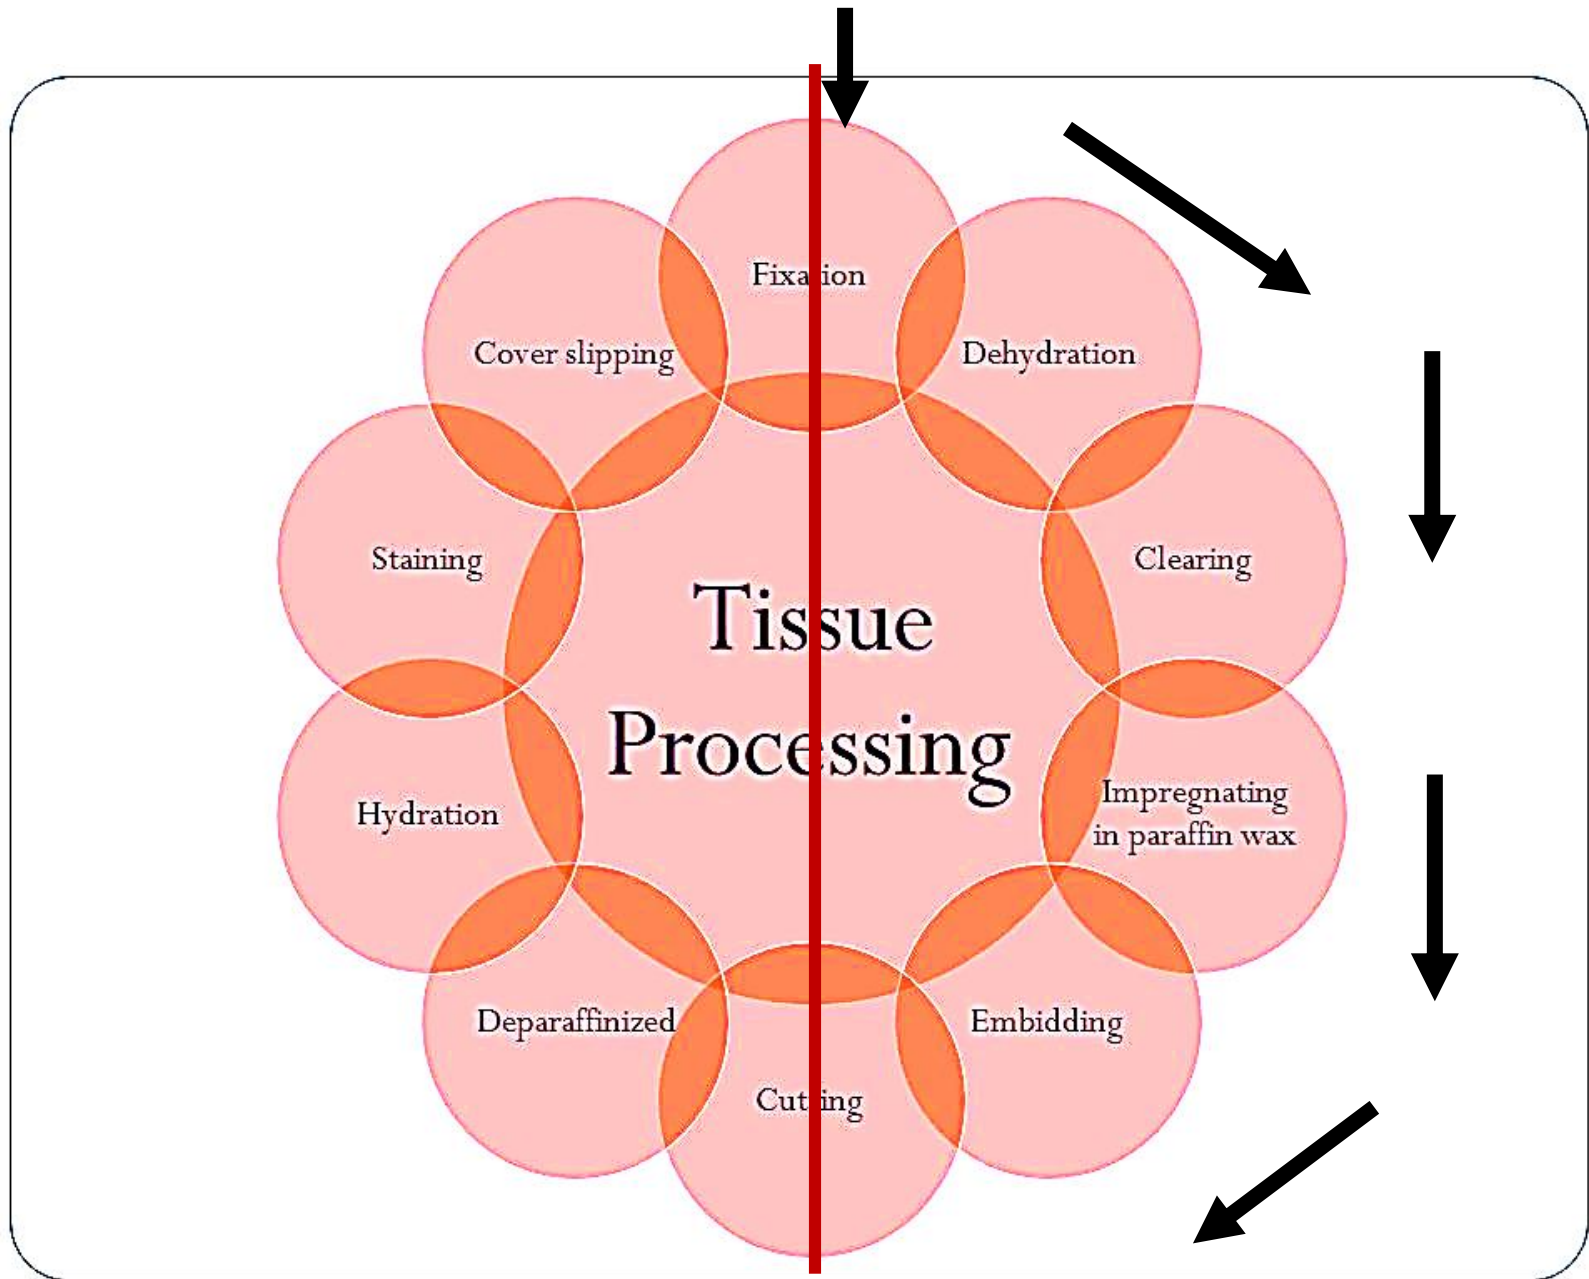 Fixation
Dehydration
Clearing
Impregnating
in paraffin wax
Embidding
Cutting
Deparaffinized
Hydration
Staining
Cover slipping
Tissue
Processing